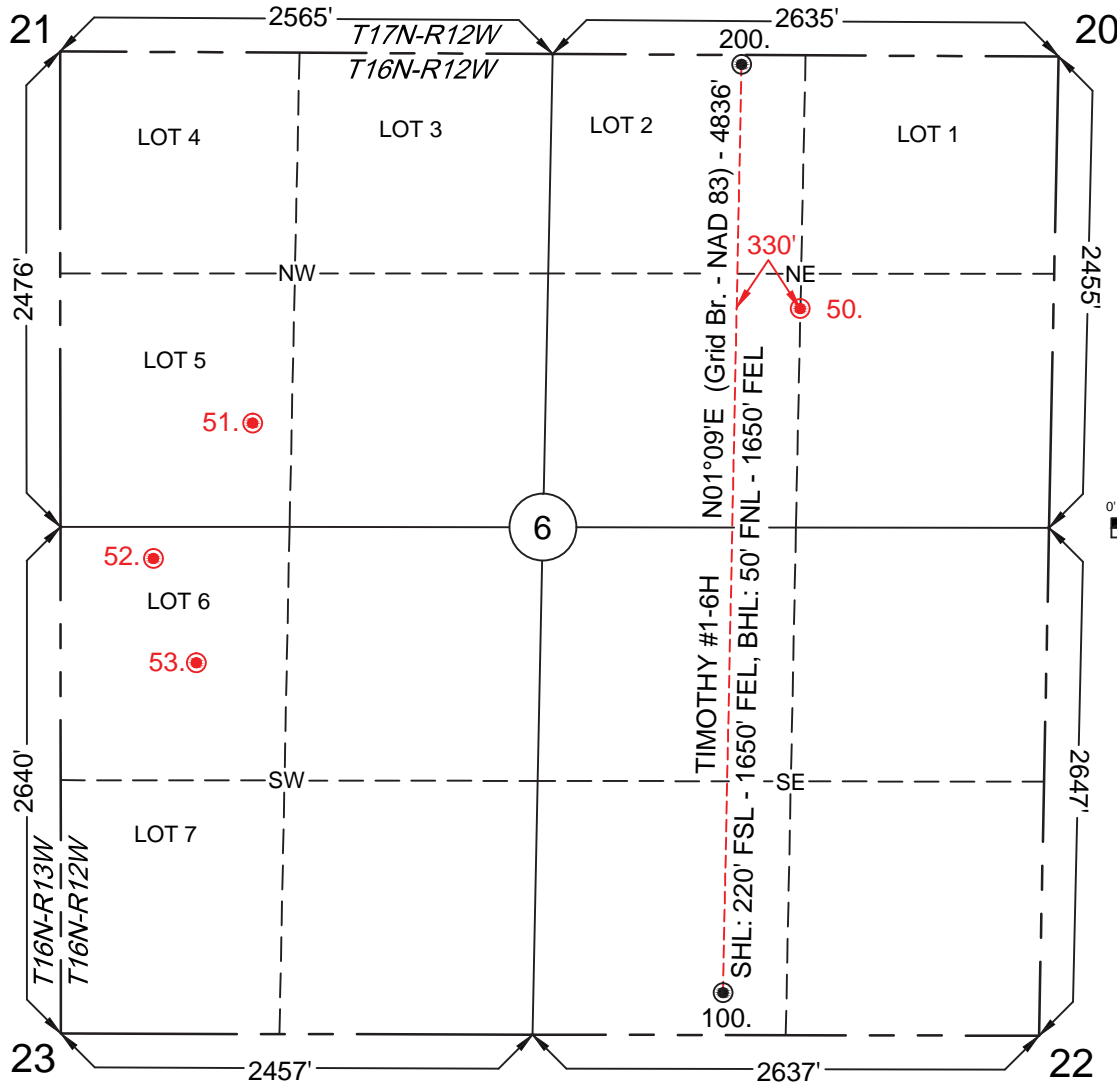 21
2565'
T17N-R12W
T16N-R12W
2635'
20
200.
LOT 4
LOT 3
LOT 2
LOT 1
N01°09'E (Grid Br. - NAD 83) - 4836'
330'
NW
NE
2476'
2455'
50.
LOT 5
51.
6
0'
52.
LOT 6
53.
TIMOTHY #1-6H
SHL: 220' FSL - 1650' FEL, BHL: 50' FNL - 1650' FEL
SW
SE
2640'
2647'
LOT 7
T16N-R13W
T16N-R12W
100.
23
2457'
2637'
22